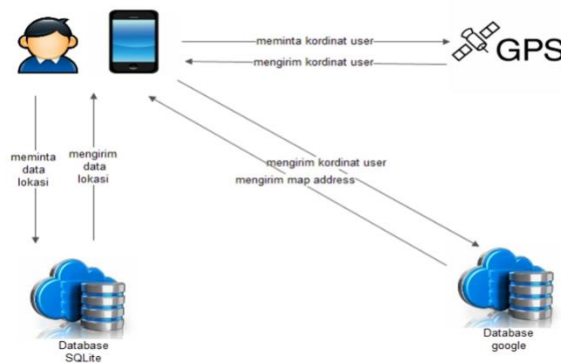 meminta kordinat user
mengirim kordinat user
GPS
meminta
data
lokasi
mengirim
data
lokasi
mengirim kordinat user
mengirim map address
Database
SQLite
Database
google